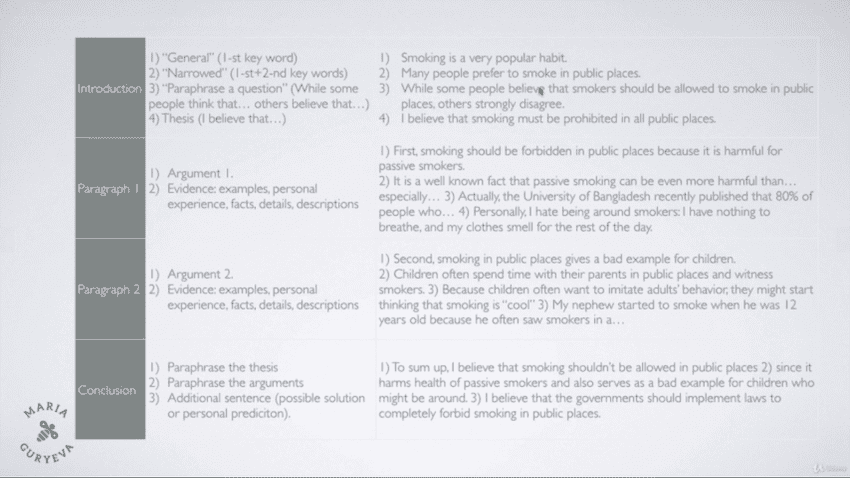 Introduction
1) "General" (1-st key word)
2) "Narrowed" (1-st+2-nd key words)
3) "Paraphrase a question" (While some
people think that... others believe that...)
4) Thesis (I believe that...)
1) Smoking is a very popular habit.
2) Many people prefer to smoke in public places.
3) While some people believe that smokers should be allowed to smoke in public
places, others strongly disagree.
4) I believe that smoking must be prohibited in all public places.
Paragraph 1
1) Argument 1.
2) Evidence: examples, personal
experience, facts, details, descriptions
1) First, smoking should be forbidden in public places because it is harmful for
passive smokers.
2) It is a well known fact that passive smoking can be even more harmful than...
especially... 3) Actually, the University of Bangladesh recently published that 80% of
people who... 4) Personally, I hate being around smokers: I have nothing to
breathe, and my clothes smell for the rest of the day.
Paragraph 2
1) Argument 2.
2) Evidence: examples, personal
experience, facts, details, descriptions
1) Second, smoking in public places gives a bad example for children.
2) Children often spend time with their parents in public places and witness
smokers. 3) Because children often want to imitate adults' behavior, they might start
thinking that smoking is "cool" 3) My nephew started to smoke when he was 12
years old because he often saw smokers in a...
Conclusion
1) Paraphrase the thesis
2) Paraphrase the arguments
3) Additional sentence (possible solution
or personal prediciton).
1) To sum up, I believe that smoking shouldn't be allowed in public places 2) since it
harms health of passive smokers and also serves as a bad example for children who
might be around. 3) I believe that the governments should implement laws to
completely forbid smoking in public places.
MARIA
GURYEVA